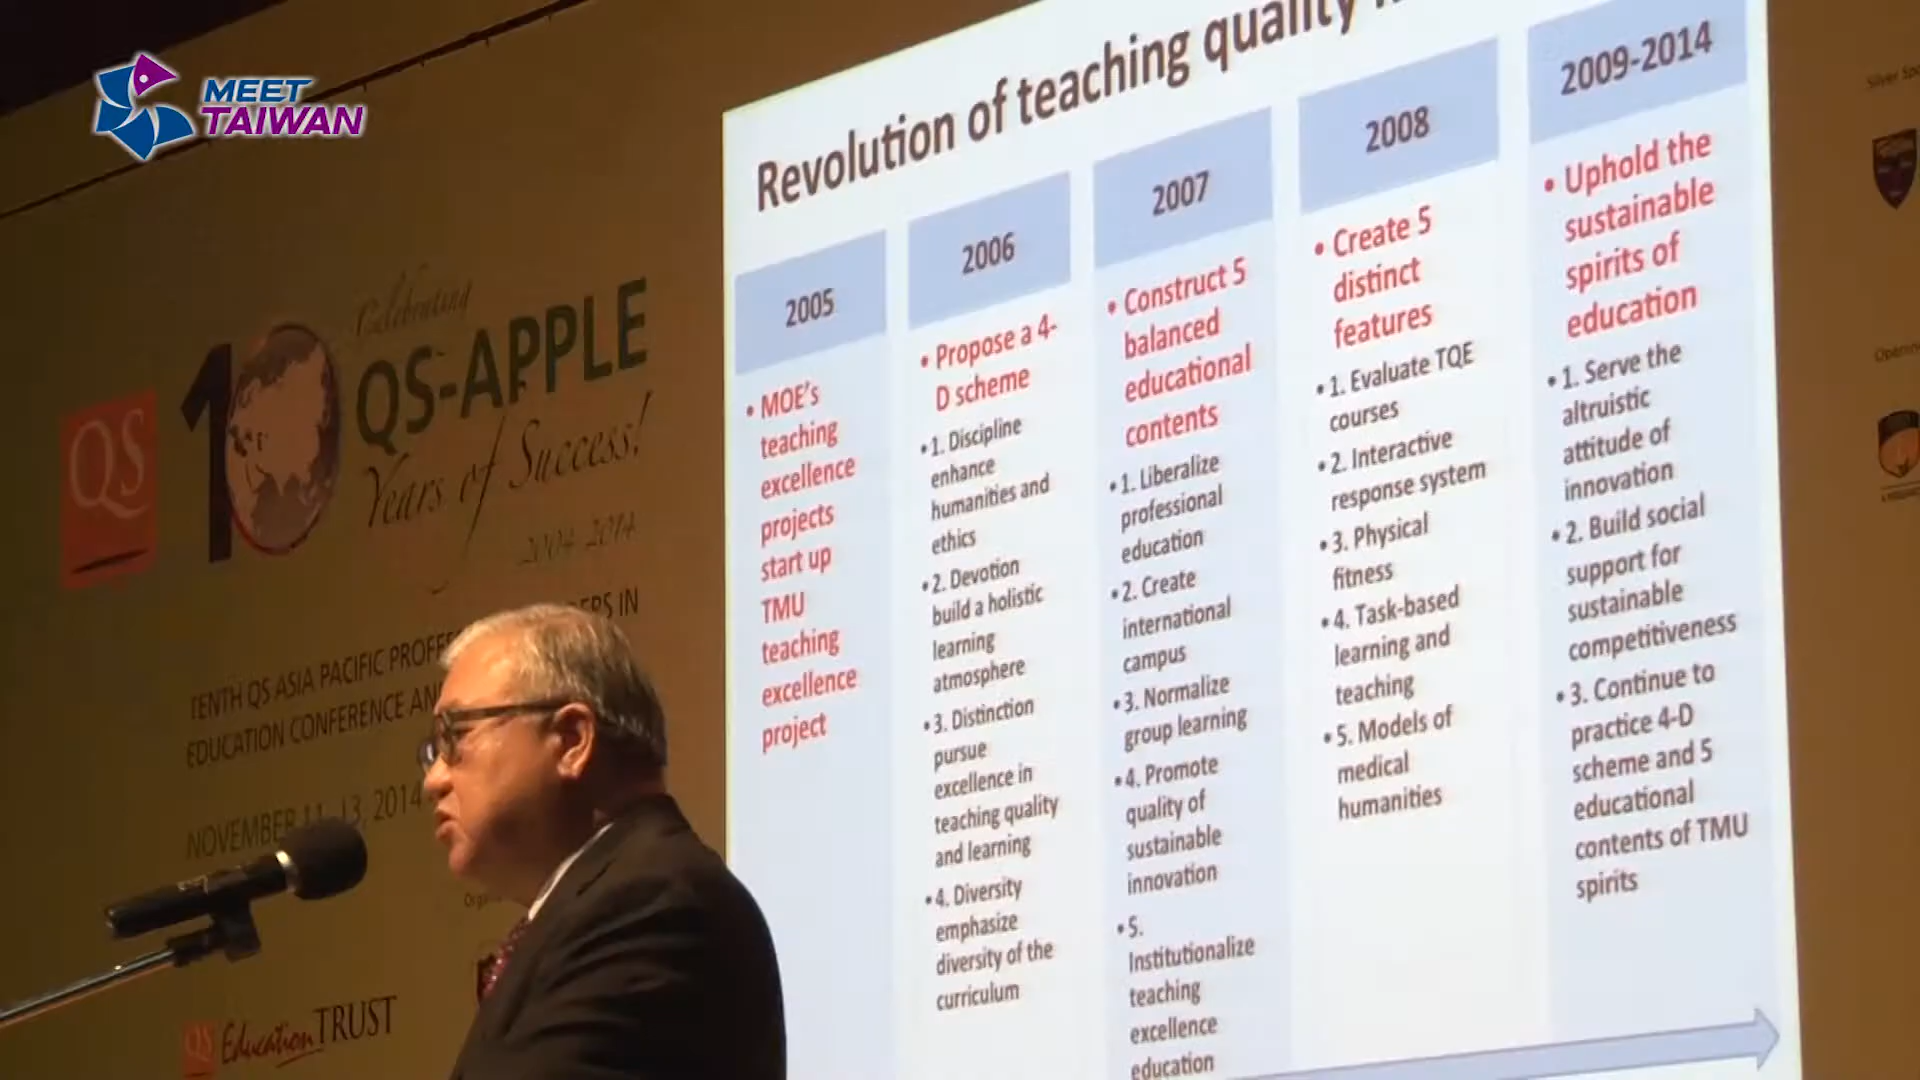 MEET
TAIWAN
Celebrating
QS
10
QS-APPLE
Years of Success!
2004-2014
TENTH QS ASIA PACIFIC IN
EDUCATION CONFERENCE
NOVEMBER 11-13, 2014
QS Education TRUST
Revolution of teaching quality
2005
• MOE's
teaching
excellence
projects
start up
TMU
teaching
excellence
project
2006
• Propose a 4-
D scheme
• 1. Discipline
enhance
humanities and
ethics
• 2. Devotion
build a holistic
learning
atmosphere
• 3. Distinction
pursue
excellence in
teaching quality
and learning
• 4. Diversity
emphasize
diversity of the
curriculum
2007
• Construct 5
balanced
educational
contents
• 1. Liberalize
professional
education
• 2. Create
international
campus
• 3. Normalize
group learning
• 4. Promote
quality of
sustainable
innovation
• 5.
Institutionalize
teaching
excellence
education
2008
• Create 5
distinct
features
• 1. Evaluate TQE
courses
• 2. Interactive
response system
• 3. Physical
fitness
• 4. Task-based
learning and
teaching
• 5. Models of
medical
humanities
2009-2014
• Uphold the
sustainable
spirits of
education
• 1. Serve the
altruistic
attitude of
innovation
• 2. Build social
support for
sustainable
competitiveness
• 3. Continue to
practice 4-D
scheme and 5
educational
contents of TMU
spirits
Silver